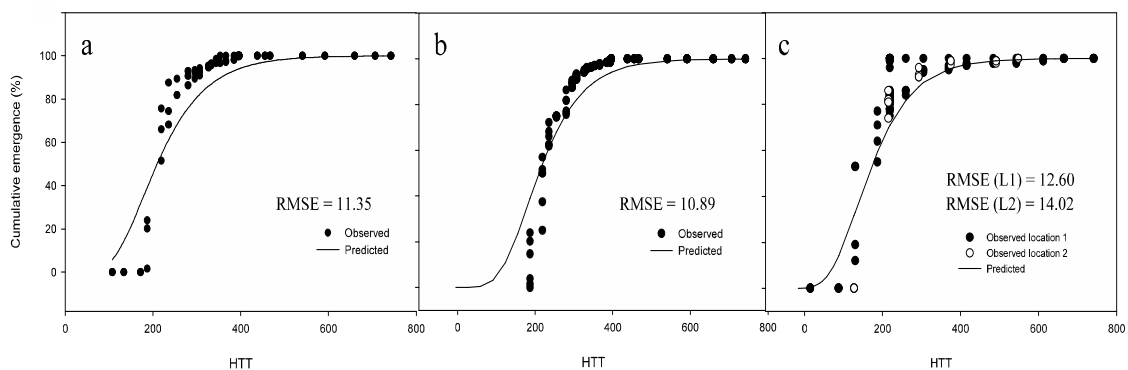 a
b
c
Cumulative emergence (%)
100
80
60
40
20
0
RMSE = 11.35
Observed
Predicted
RMSE = 10.89
Observed
Predicted
RMSE (L1) = 12.60
RMSE (L2) = 14.02
Observed location 1
Observed location 2
Predicted
0 200 400 600 800
0 200 400 600 800
0 200 400 600 800
HTT
HTT
HTT